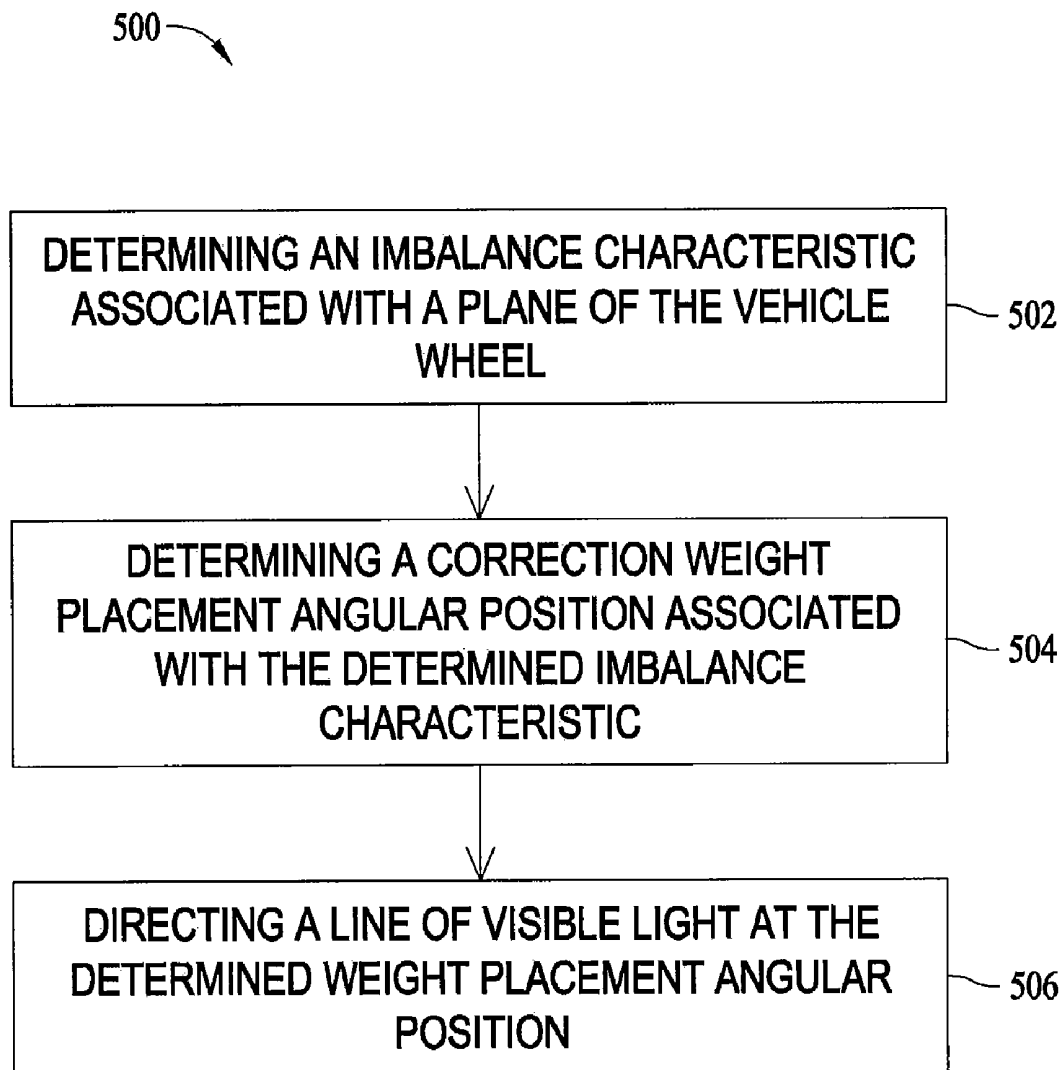 500
DETERMINING AN IMBALANCE CHARACTERISTIC
ASSOCIATED WITH A PLANE OF THE VEHICLE
WHEEL
502
DETERMINING A CORRECTION WEIGHT
PLACEMENT ANGULAR POSITION ASSOCIATED
WITH THE DETERMINED IMBALANCE
CHARACTERISTIC
504
DIRECTING A LINE OF VISIBLE LIGHT AT THE
DETERMINED WEIGHT PLACEMENT ANGULAR
POSITION
506